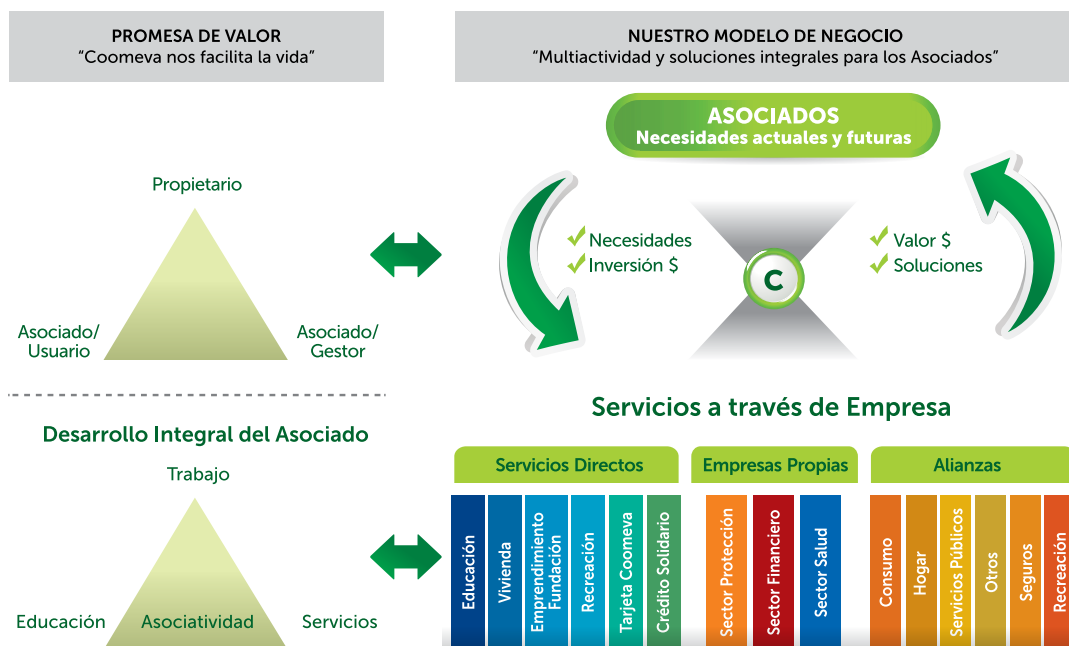 PROMESA DE VALOR
“Coomeva nos facilita la vida”
NUESTRO MODELO DE NEGOCIO
“Multiactividad y soluciones integrales para los Asociados”
ASOCIADOS
Necesidades actuales y futuras
Propietario
Asociado/
Usuario
Asociado/
Gestor
Necesidades
Inversión $
C
Valor $
Soluciones
Desarrollo Integral del Asociado
Trabajo
Educación
Asociatividad
Servicios
Servicios a través de Empresa
Servicios Directos
Empresas Propias
Alianzas
Educación
Vivienda
Emprendimiento
Fundación
Recreación
Tarjeta Coomeva
Crédito Solidario
Sector Protección
Sector Financiero
Sector Salud
Consumo
Hogar
Servicios Públicos
Otros
Seguros
Recreación